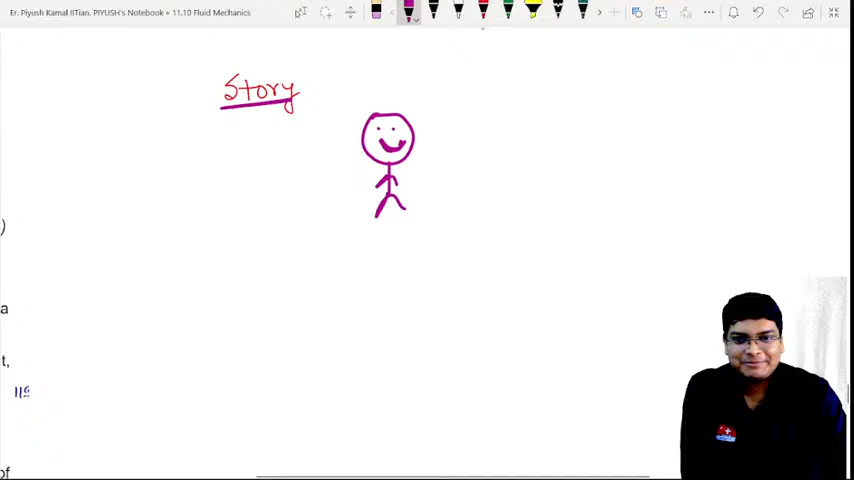 Er. Piyush Kamal IITian. PIYUSH's Notebook » 11.10 Fluid Mechanics
Story
)
a
t,
of